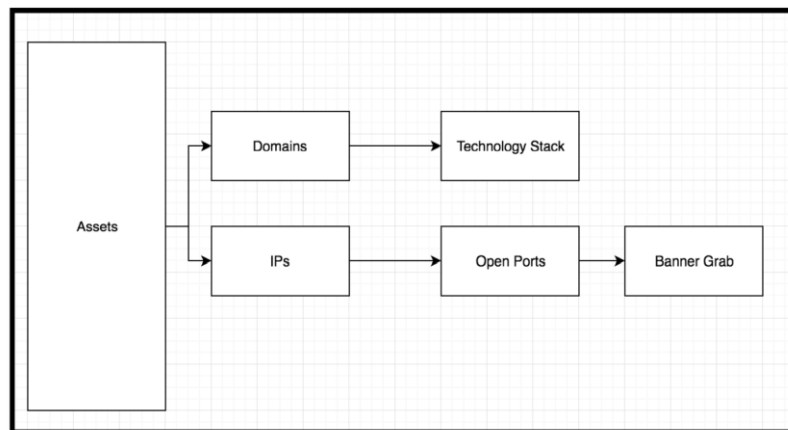 Assets
Domains
Technology Stack
IPs
Open Ports
Banner Grab